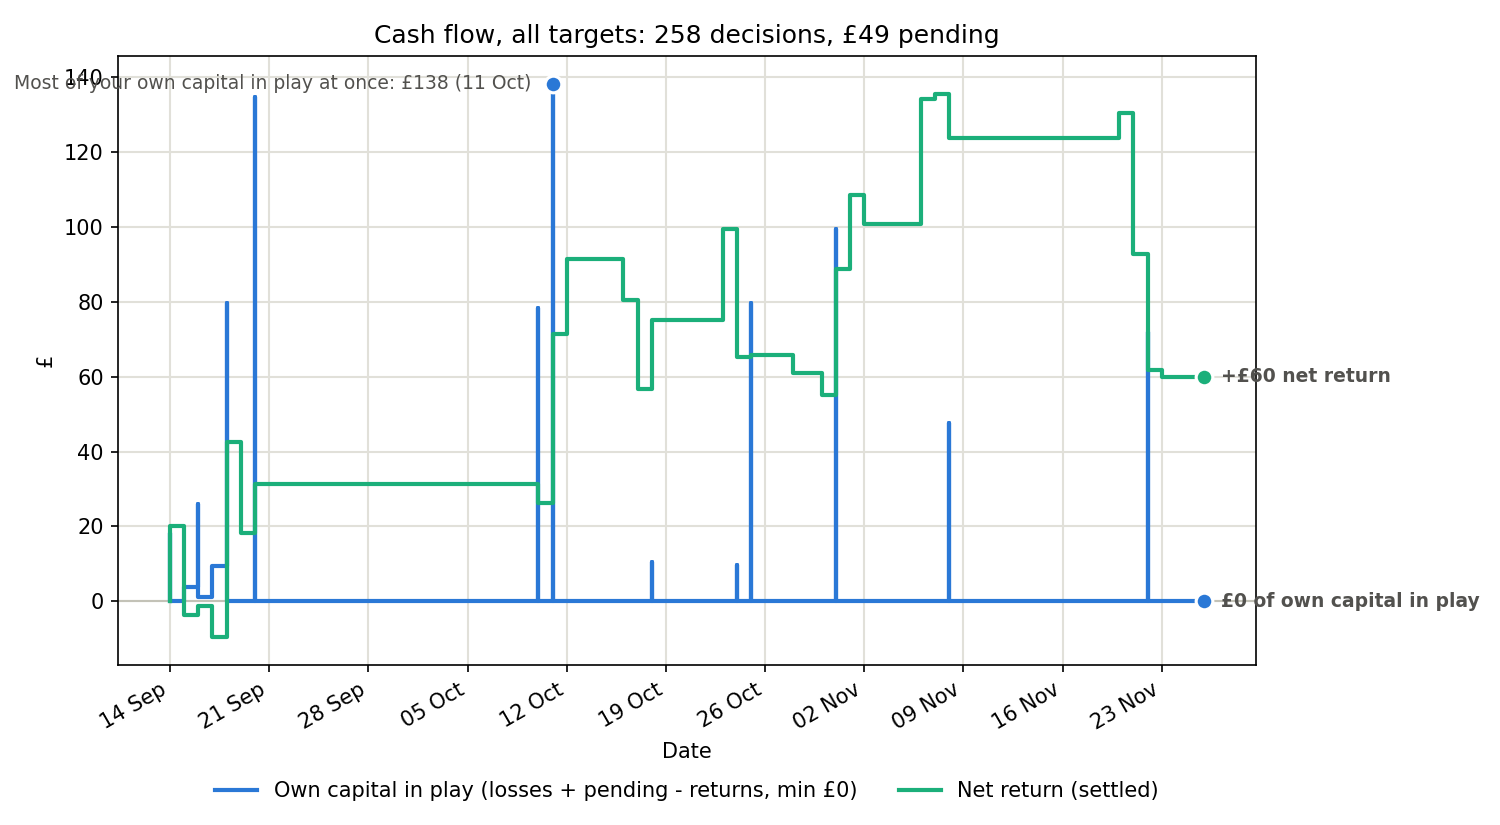 Cash flow, all targets: 258 decisions, £49 pending
Most of your own capital in play at once: £138 (11 Oct)
140
120
100
80
60
40
20
0
£
+£60 net return
£0 of own capital in play
14 Sep
21 Sep
28 Sep
05 Oct
12 Oct
19 Oct
26 Oct
02 Nov
09 Nov
16 Nov
23 Nov
Date
Own capital in play (losses + pending - returns, min £0)
Net return (settled)